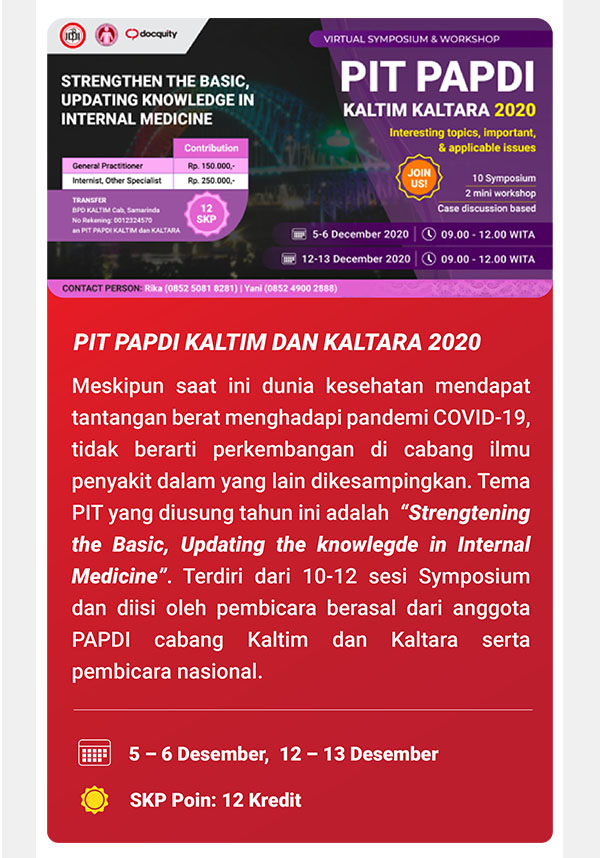 docquity
VIRTUAL SYMPOSIUM & WORKSHOP
STRENGTHEN THE BASIC,
UPDATING KNOWLEDGE IN
INTERNAL MEDICINE
PIT PAPDI
KALTIM KALTARA 2020
Interesting topics, important,
& applicable issues
Contribution
General Practitioner Rp. 150.000,-
Internist, Other Specialist Rp. 250.000,-
JOIN
US!
10 Symposium
2 mini workshop
Case discussion based
TRANSFER
BPD KALTIM Cab, Samarinda
No Rekening: 0012324570
an PIT PAPDI KALTIM dan KALTARA
12
SKP
5-6 December 2020 | 09.00 - 12.00 WITA
12-13 December 2020 | 09.00 - 12.00 WITA
CONTACT PERSON: Rika (0852 5081 8281) | Yani (0852 4900 2888)
PIT PAPDI KALTIM DAN KALTARA 2020
Meskipun saat ini dunia kesehatan mendapat
tantangan berat menghadapi pandemi COVID-19,
tidak berarti perkembangan di cabang ilmu
penyakit dalam yang lain dikesampingkan. Tema
PIT yang diusung tahun ini adalah “Strengtening
the Basic, Updating the knowlegde in Internal
Medicine”. Terdiri dari 10-12 sesi Symposium
dan diisi oleh pembicara berasal dari anggota
PAPDI cabang Kaltim dan Kaltara serta
pembicara nasional.
5 – 6 Desember, 12 – 13 Desember
SKP Poin: 12 Kredit